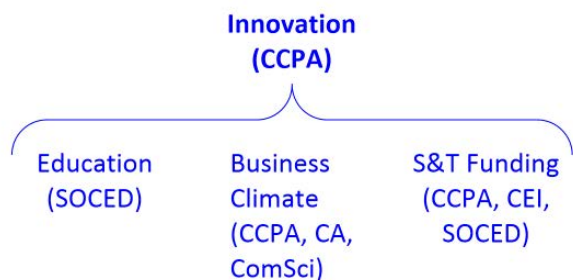 Innovation
(CCPA)
Education
(SOCED)
Business
Climate
(CCPA, CA,
ComSci)
S&T Funding
(CCPA, CEI,
SOCED)